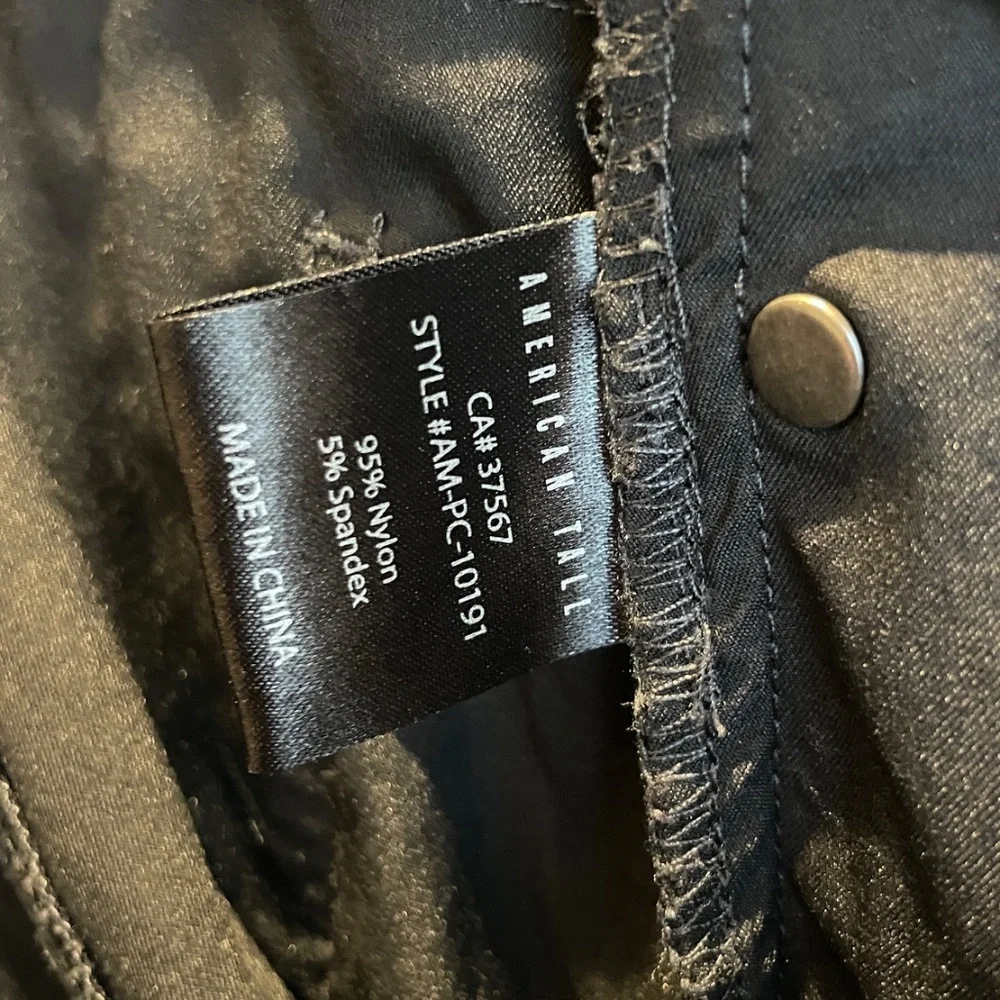 AMERICAN TALL
CA# 37567
STYLE #AM-PC-10191
95% Nylon
5% Spandex
MADE IN CHINA